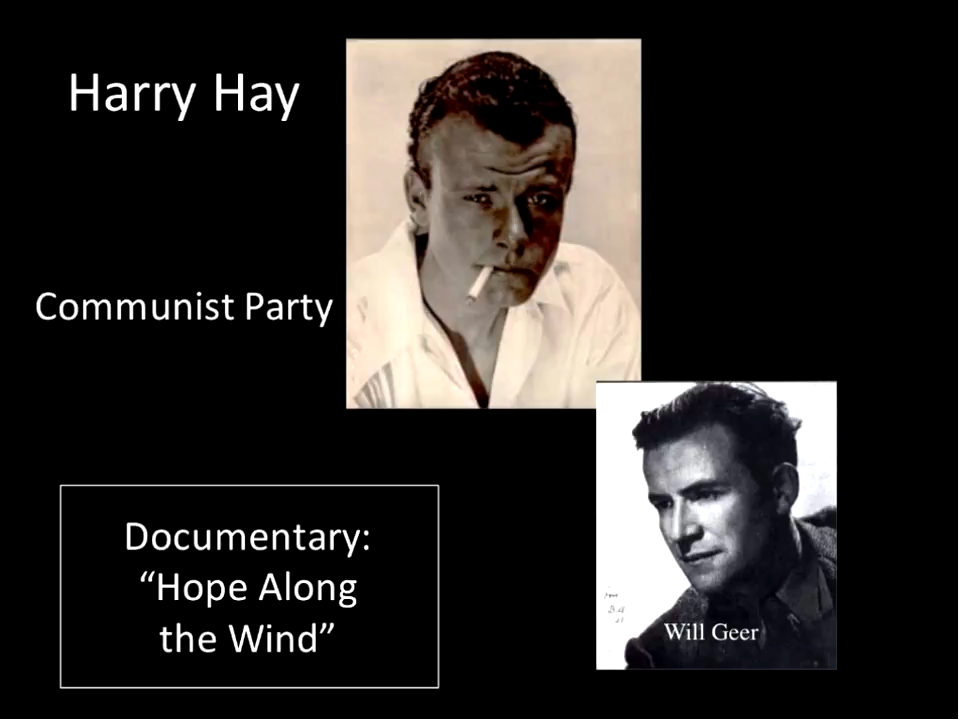 Harry Hay
Communist Party
Documentary:
“Hope Along
the Wind”
Will Geer